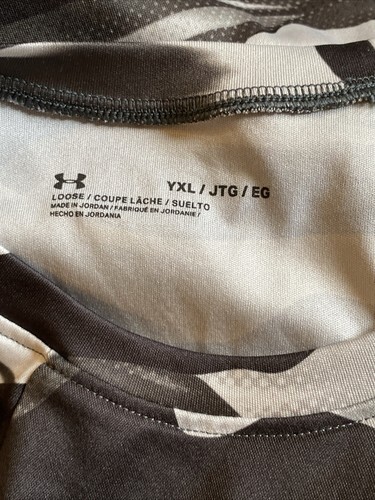 YXL / JTG / EG
LOOSE / COUPE LÂCHE / SUELTO
MADE IN JORDAN / FABRIQUÉ EN JORDANIE /
HECHO EN JORDANIA